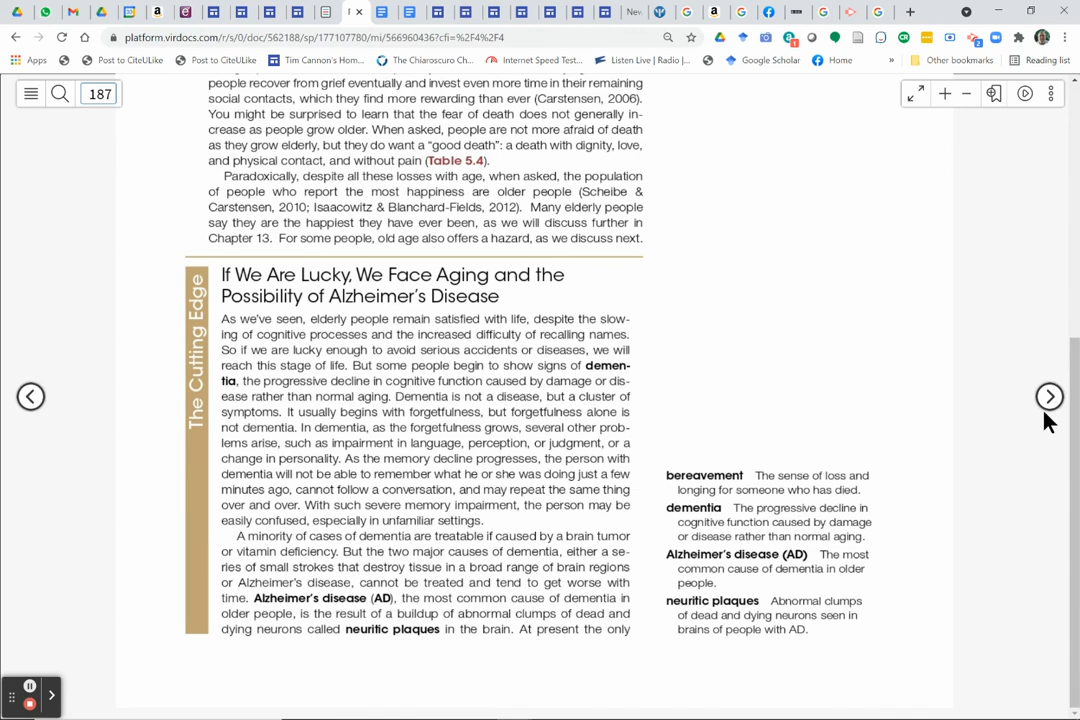 New
platform.virdocs.com/r/s/0/doc/562188/sp/177107780/mi/566960436?cfi=%2F4%2F4
Apps
Post to CiteULike
Post to CiteULike
Tim Cannon's Hom...
The Chiaroscuro Ch...
Internet Speed Test...
Listen Live | Radio |...
Google Scholar
Home
»
Other bookmarks
Reading list
187
people recover from grief eventually and invest even more time in their remaining
social contacts, which they find more rewarding than ever (Carstensen, 2006).
You might be surprised to learn that the fear of death does not generally in-
crease as people grow older. When asked, people are not more afraid of death
as they grow elderly, but they do want a “good death”: a death with dignity, love,
and physical contact, and without pain (Table 5.4).
Paradoxically, despite all these losses with age, when asked, the population
of people who report the most happiness are older people (Scheibe &
Carstensen, 2010; Isaacowitz & Blanchard-Fields, 2012). Many elderly people
say they are the happiest they have ever been, as we will discuss further in
Chapter 13. For some people, old age also offers a hazard, as we discuss next.
The Cutting Edge
If We Are Lucky, We Face Aging and the
Possibility of Alzheimer’s Disease
As we’ve seen, elderly people remain satisfied with life, despite the slow-
ing of cognitive processes and the increased difficulty of recalling names.
So if we are lucky enough to avoid serious accidents or diseases, we will
reach this stage of life. But some people begin to show signs of demen-
tia, the progressive decline in cognitive function caused by damage or dis-
ease rather than normal aging. Dementia is not a disease, but a cluster of
symptoms. It usually begins with forgetfulness, but forgetfulness alone is
not dementia. In dementia, as the forgetfulness grows, several other prob-
lems arise, such as impairment in language, perception, or judgment, or a
change in personality. As the memory decline progresses, the person with
dementia will not be able to remember what he or she was doing just a few
minutes ago, cannot follow a conversation, and may repeat the same thing
over and over. With such severe memory impairment, the person may be
easily confused, especially in unfamiliar settings.
A minority of cases of dementia are treatable if caused by a brain tumor
or vitamin deficiency. But the two major causes of dementia, either a se-
ries of small strokes that destroy tissue in a broad range of brain regions
or Alzheimer’s disease, cannot be treated and tend to get worse with
time. Alzheimer’s disease (AD), the most common cause of dementia in
older people, is the result of a buildup of abnormal clumps of dead and
dying neurons called neuritic plaques in the brain. At present the only
bereavement The sense of loss and
longing for someone who has died.
dementia The progressive decline in
cognitive function caused by damage
or disease rather than normal aging.
Alzheimer’s disease (AD) The most
common cause of dementia in older
people.
neuritic plaques Abnormal clumps
of dead and dying neurons seen in
brains of people with AD.